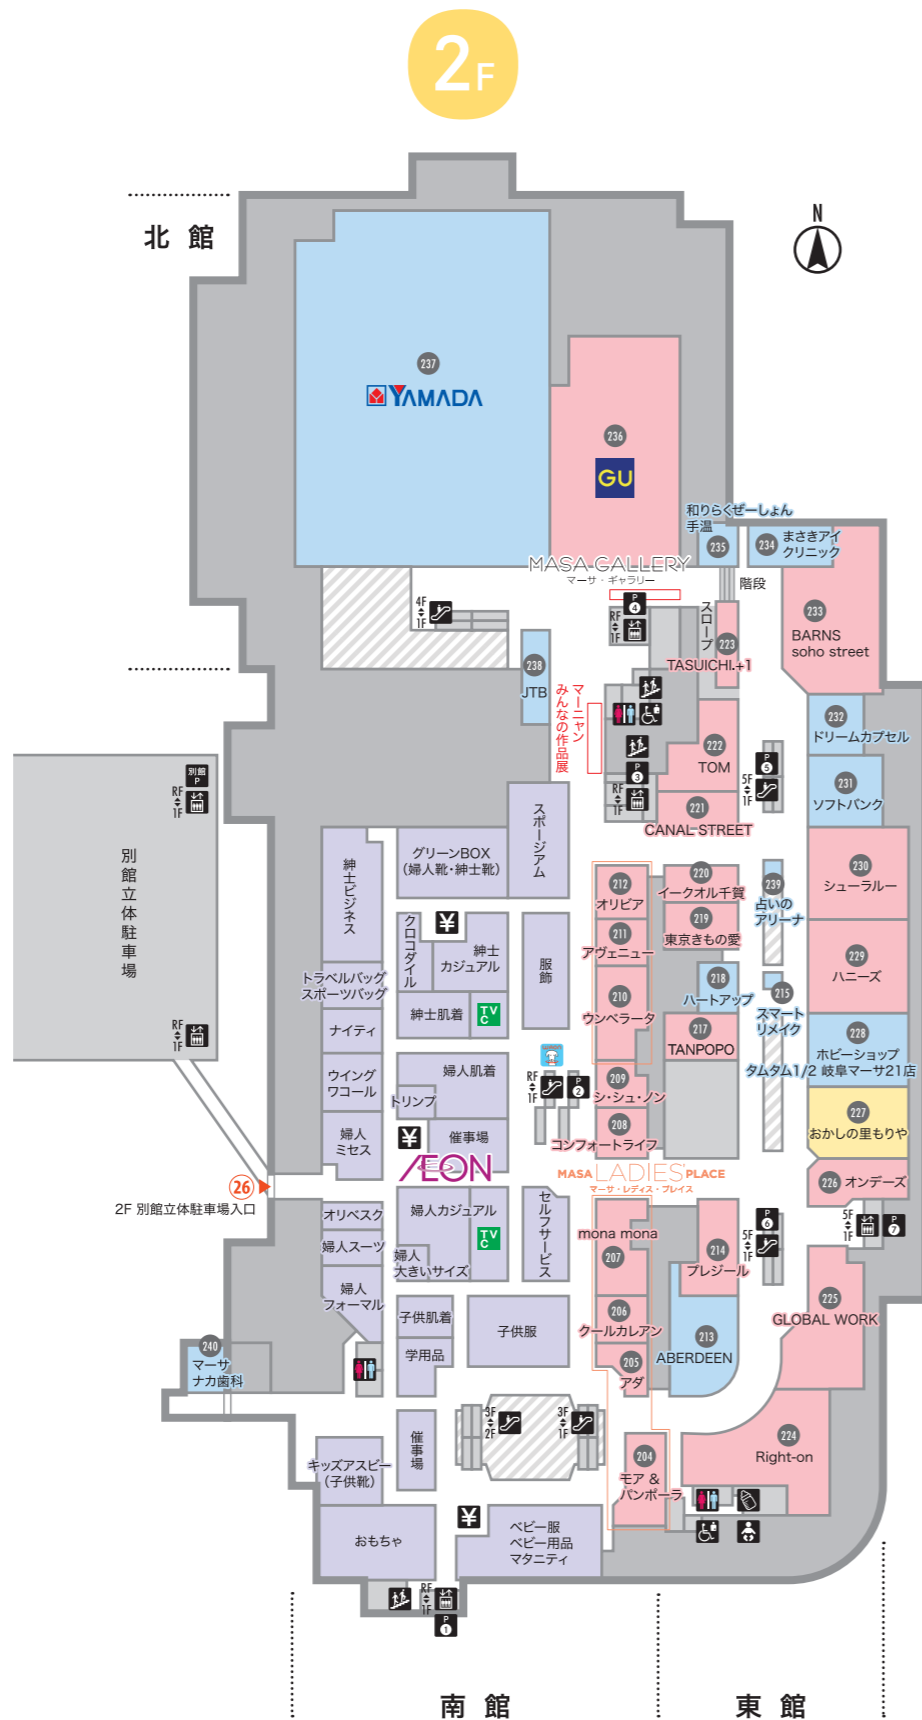 2F
北 館
N
237
YAMADA
236
GU
和りらくぜーしょん
手温
235
234
まさきアイ
クリニック
MASA GALLERY
マーサ・ギャラリー
階段
4F
1F
P
4
RF
1F
スロープ
223
TASUICHI.+1
233
BARNS
soho street
238
JTB
マーニャン
みんなの作品展
232
ドリームカプセル
222
TOM
P
5
5F
1F
231
ソフトバンク
P
3
RF
1F
221
CANAL STREET
別館
P
RF
1F
別館立体駐車場
RF
1F
スポージアム
グリーンBOX
(婦人靴・紳士靴)
紳士ビジネス
212
オリビア
220
イークオル千賀
239
占いの
アリーナ
230
シューラルー
クロコダイル
紳士
カジュアル
服飾
211
アヴェニュー
219
東京きもの愛
229
ハニーズ
トラベルバッグ
スポーツバッグ
紳士肌着
TVC
210
ウンベラータ
218
ハートアップ
215
スマート
リメイク
ナイティ
217
TANPOPO
228
ホビーショップ
タムタム1/2 岐阜マーサ21店
ウイング
ワコール
婦人肌着
トリンプ
RF
1F
P
2
209
シ・シュ・ノン
227
おかしの里もりや
婦人
ミセス
催事場
208
コンフォートライフ
ÆON
MASA LADIES' PLACE
マーサ・レディス・プレイス
226
オンデーズ
26
2F 別館立体駐車場入口
オリベスク
婦人カジュアル
セルフサービス
mona mona
207
P
6
5F
1F
5F
1F
P
7
婦人スーツ
婦人
大きいサイズ
TVC
214
プレジール
婦人
フォーマル
225
GLOBAL WORK
子供肌着
子供服
206
クールカレアン
213
ABERDEEN
240
マーサ
ナカ歯科
学用品
205
アダ
3F
2F
3F
1F
催事場
224
Right-on
204
モア &
パンポーラ
キッズアスビー
(子供靴)
おもちゃ
ベビー服
ベビー用品
マタニティ
RF
1F
P
1
南 館
東 館